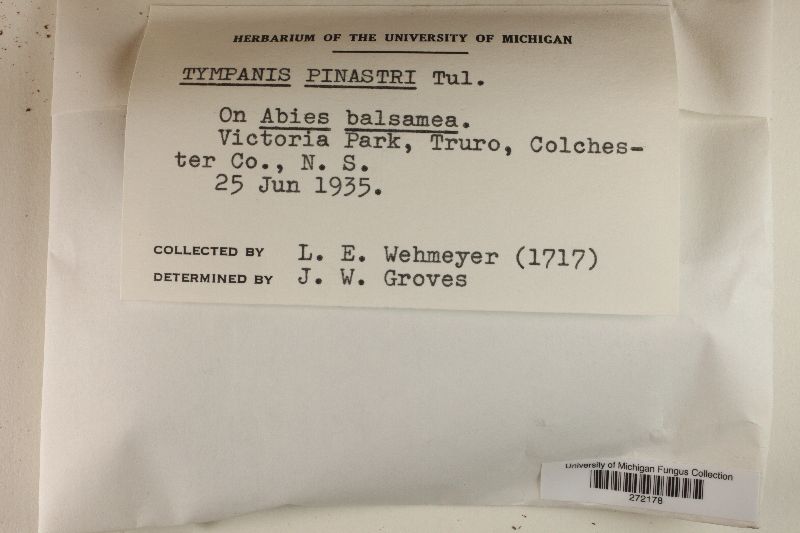 HERBARIUM OF THE UNIVERSITY OF MICHIGAN
TYMPANIS PINASTRI Tul.
On Abies balsamea.
Victoria Park, Truro, Colches-
ter Co., N. S.
25 Jun 1935.
COLLECTED BY L. E. Wehmeyer (1717)
DETERMINED BY J. W. Groves
University of Michigan Fungus Collection
272178